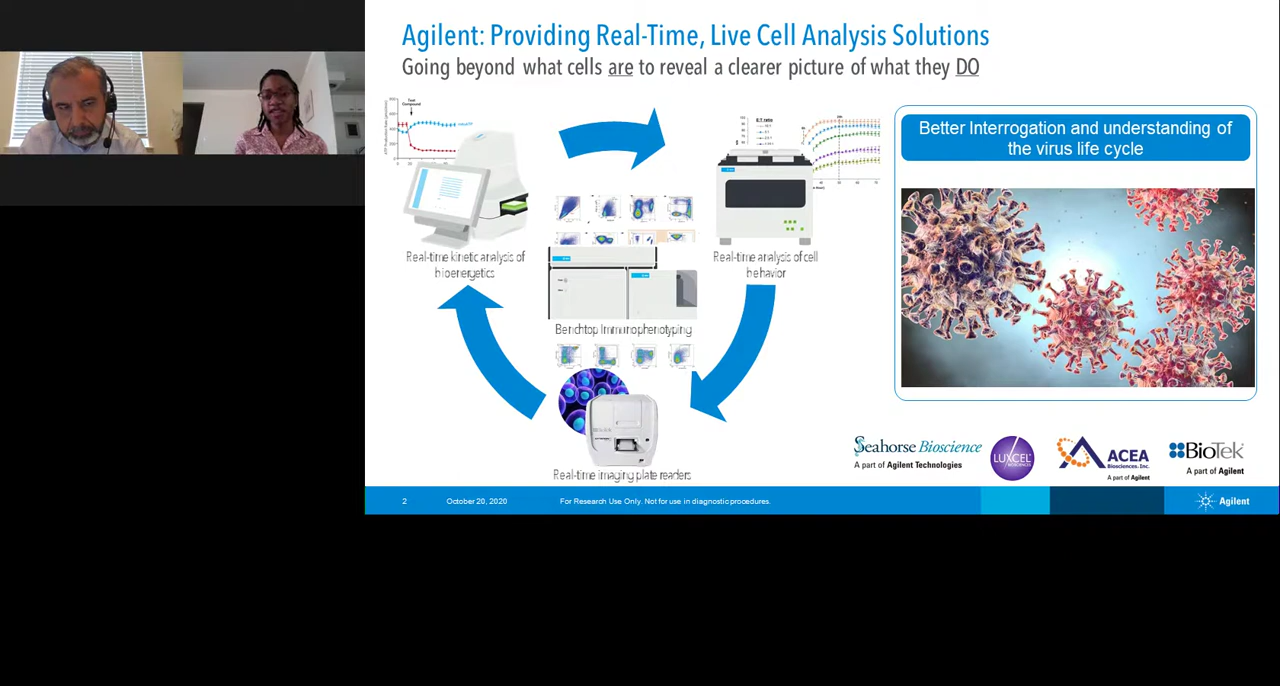 Agilent: Providing Real-Time, Live Cell Analysis Solutions
Going beyond what cells are to reveal a clearer picture of what they DO
Test
Compound
E:T ratio
Real-time kinetic analysis of
bioenergetics
Real-time analysis of cell
behavior
Benchtop Immunophenotyping
Real-time imaging plate readers
Better Interrogation and understanding of
the virus life cycle
Seahorse Bioscience
A part of Agilent Technologies
LUXCEL
BIOSCIENCES
ACEA
Biosciences, Inc.
A part of Agilent
BioTek
A part of Agilent
2 October 20, 2020 For Research Use Only. Not for use in diagnostic procedures.
Agilent